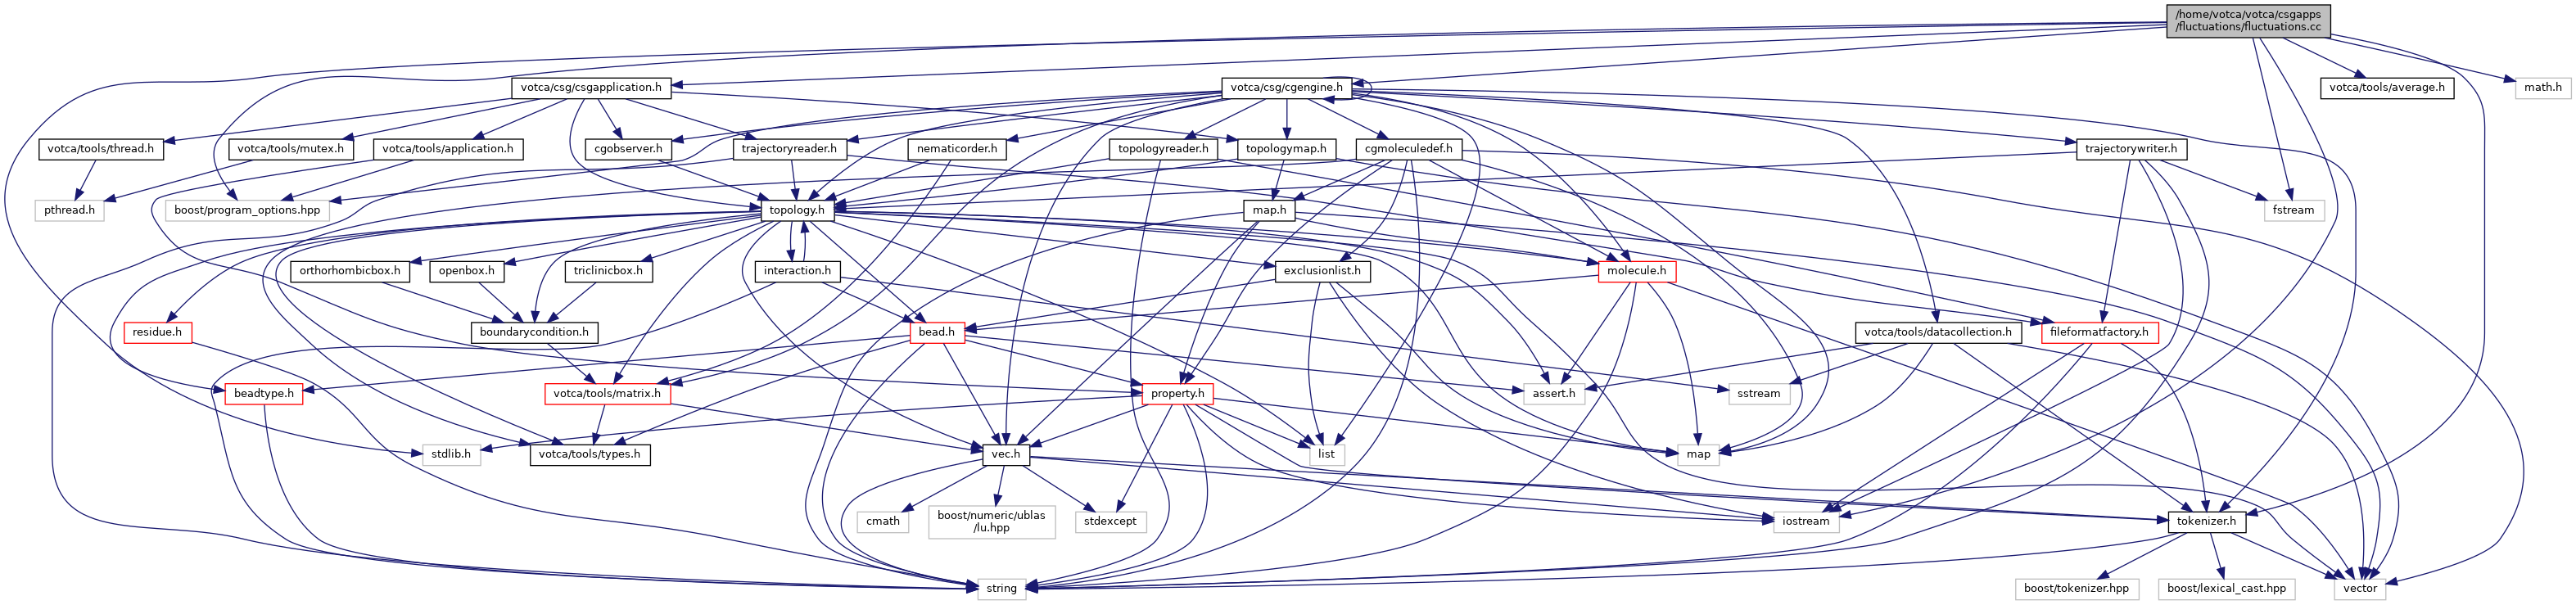 /home/votca/votca/csgapps
/fluctuations/fluctuations.cc
votca/csg/csgapplication.h
votca/csg/cgengine.h
votca/tools/average.h
math.h
votca/tools/thread.h
votca/tools/mutex.h
votca/tools/application.h
cgobserver.h
trajectoryreader.h
nematicorder.h
topologyreader.h
topologymap.h
cgmoleculedef.h
trajectorywriter.h
pthread.h
boost/program_options.hpp
topology.h
map.h
fstream
orthorhombicbox.h
openbox.h
triclinicbox.h
interaction.h
exclusionlist.h
molecule.h
residue.h
boundarycondition.h
bead.h
votca/tools/datacollection.h
fileformatfactory.h
beadtype.h
votca/tools/matrix.h
property.h
assert.h
sstream
stdlib.h
votca/tools/types.h
vec.h
list
map
cmath
boost/numeric/ublas
/lu.hpp
stdexcept
iostream
tokenizer.h
string
boost/tokenizer.hpp
boost/lexical_cast.hpp
vector